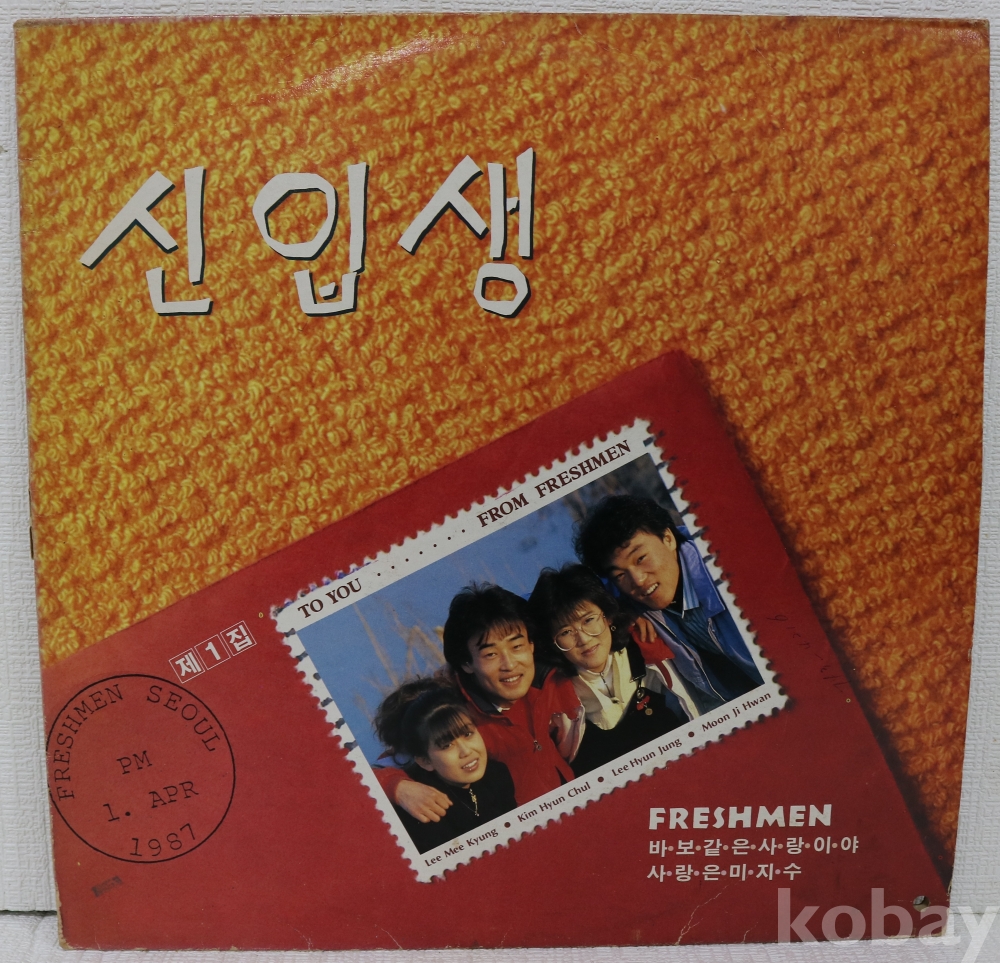 신입생
TO YOU ....... FROM FRESHMEN
제1집
FRESHMEN SEOUL
PM
1. APR
1987
Lee Mee Kyung • Kim Hyun Chul • Lee Hyun Jung • Moon Ji Hwan
FRESHMEN
바•보•같•은•사•랑•이•야
사•랑•은•미•지•수
kobay